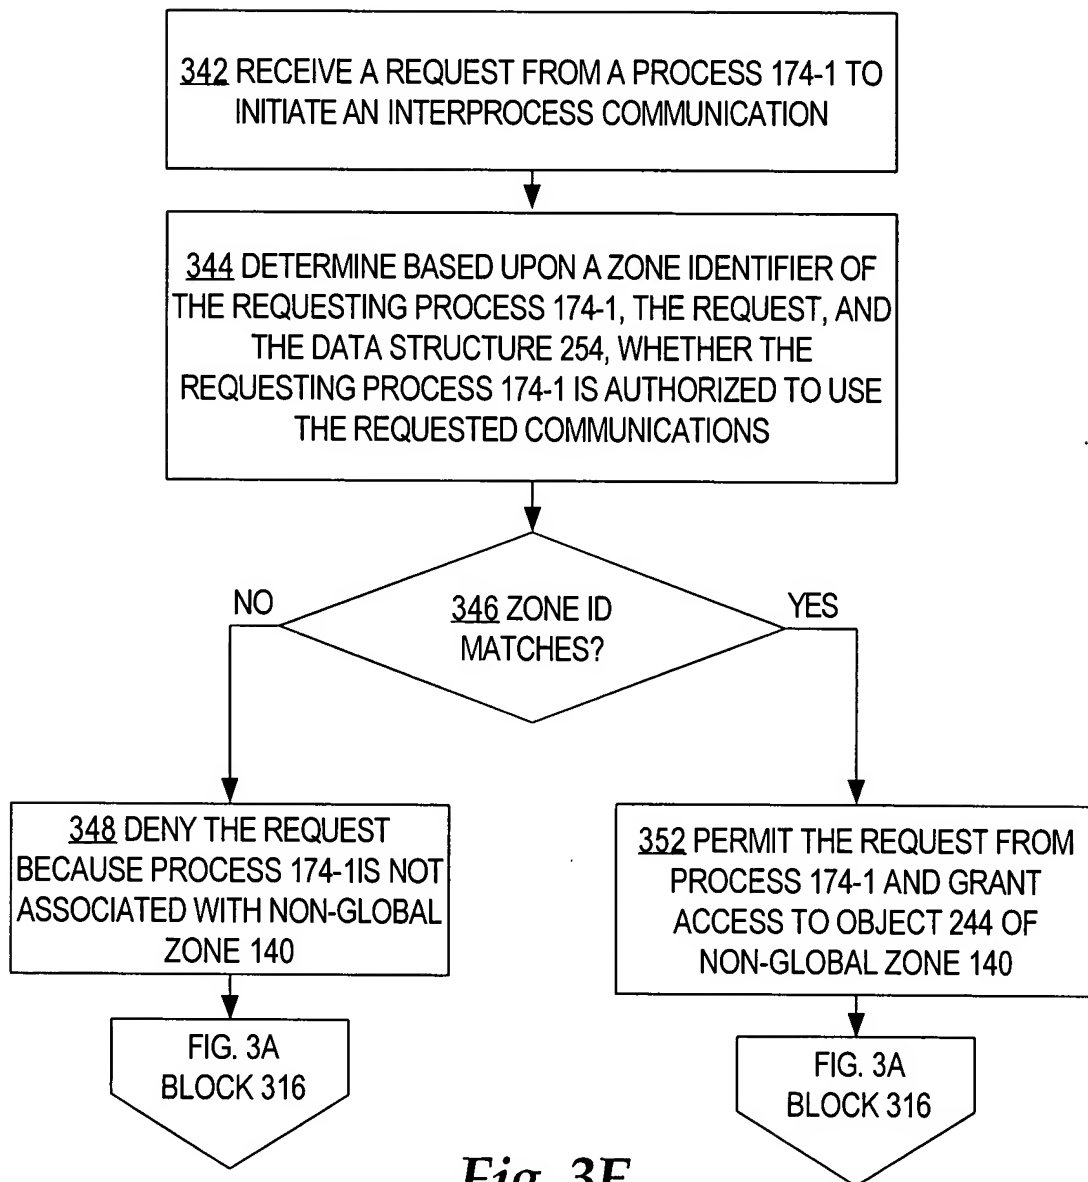 342 RECEIVE A REQUEST FROM A PROCESS 174-1 TO
INITIATE AN INTERPROCESS COMMUNICATION
344 DETERMINE BASED UPON A ZONE IDENTIFIER OF
THE REQUESTING PROCESS 174-1, THE REQUEST, AND
THE DATA STRUCTURE 254, WHETHER THE
REQUESTING PROCESS 174-1 IS AUTHORIZED TO USE
THE REQUESTED COMMUNICATIONS
NO
346 ZONE ID
MATCHES?
YES
348 DENY THE REQUEST
BECAUSE PROCESS 174-1IS NOT
ASSOCIATED WITH NON-GLOBAL
ZONE 140
352 PERMIT THE REQUEST FROM
PROCESS 174-1 AND GRANT
ACCESS TO OBJECT 244 OF
NON-GLOBAL ZONE 140
FIG. 3A
BLOCK 316
FIG. 3A
BLOCK 316